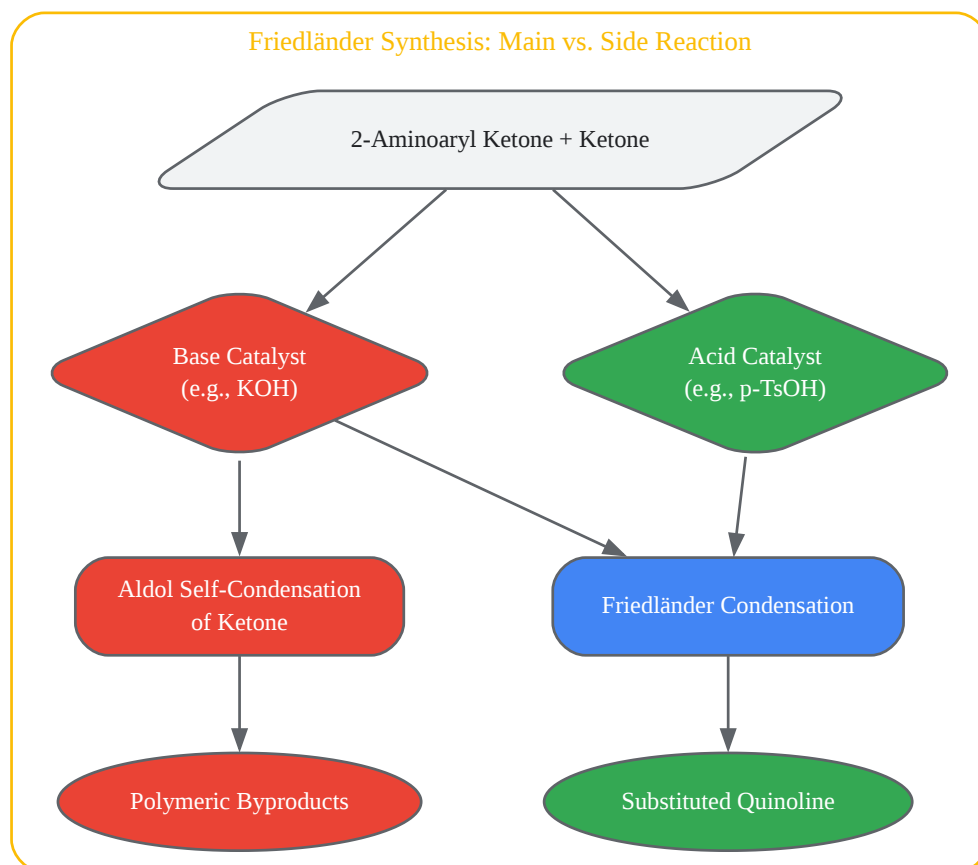 Friedländer Synthesis: Main vs. Side Reaction
2-Aminoaryl Ketone + Ketone
Base Catalyst
(e.g., KOH)
Acid Catalyst
(e.g., p-TsOH)
Aldol Self-Condensation
of Ketone
Friedländer Condensation
Polymeric Byproducts
Substituted Quinoline